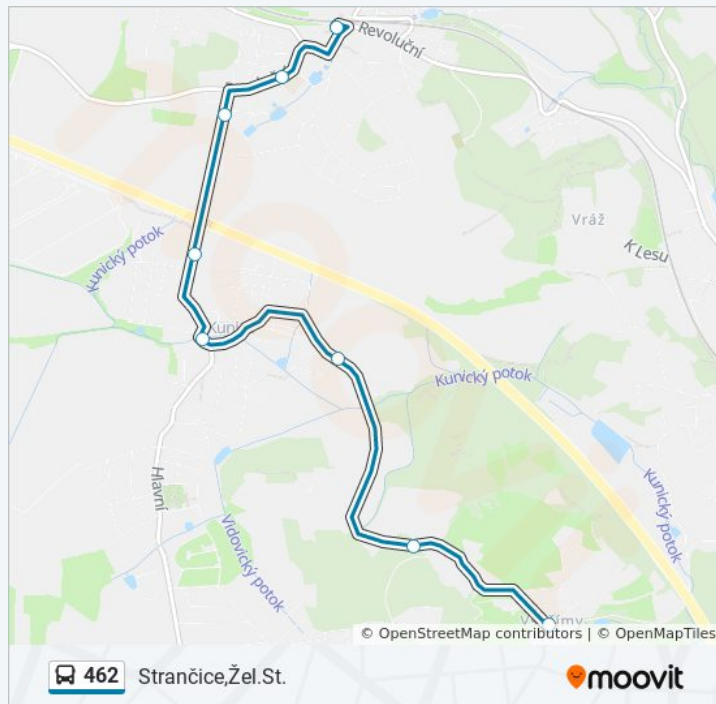 Revoluční
Vráž
K Lesu
Kunický potok
Kunický potok
Kunický potok
Hlavní
Vidovický potok
© OpenStreetMap contributors | © OpenMapTiles
462 Strančice,Žel.St.
moovit